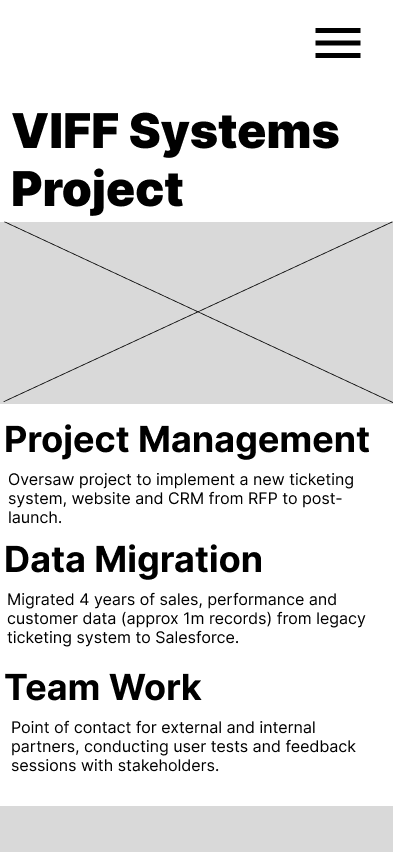 VIFF Systems
Project
Project Management
Oversaw project to implement a new ticketing
system, website and CRM from RFP to post-
launch.
Data Migration
Migrated 4 years of sales, performance and
customer data (approx 1m records) from legacy
ticketing system to Salesforce.
Team Work
Point of contact for external and internal
partners, conducting user tests and feedback
sessions with stakeholders.